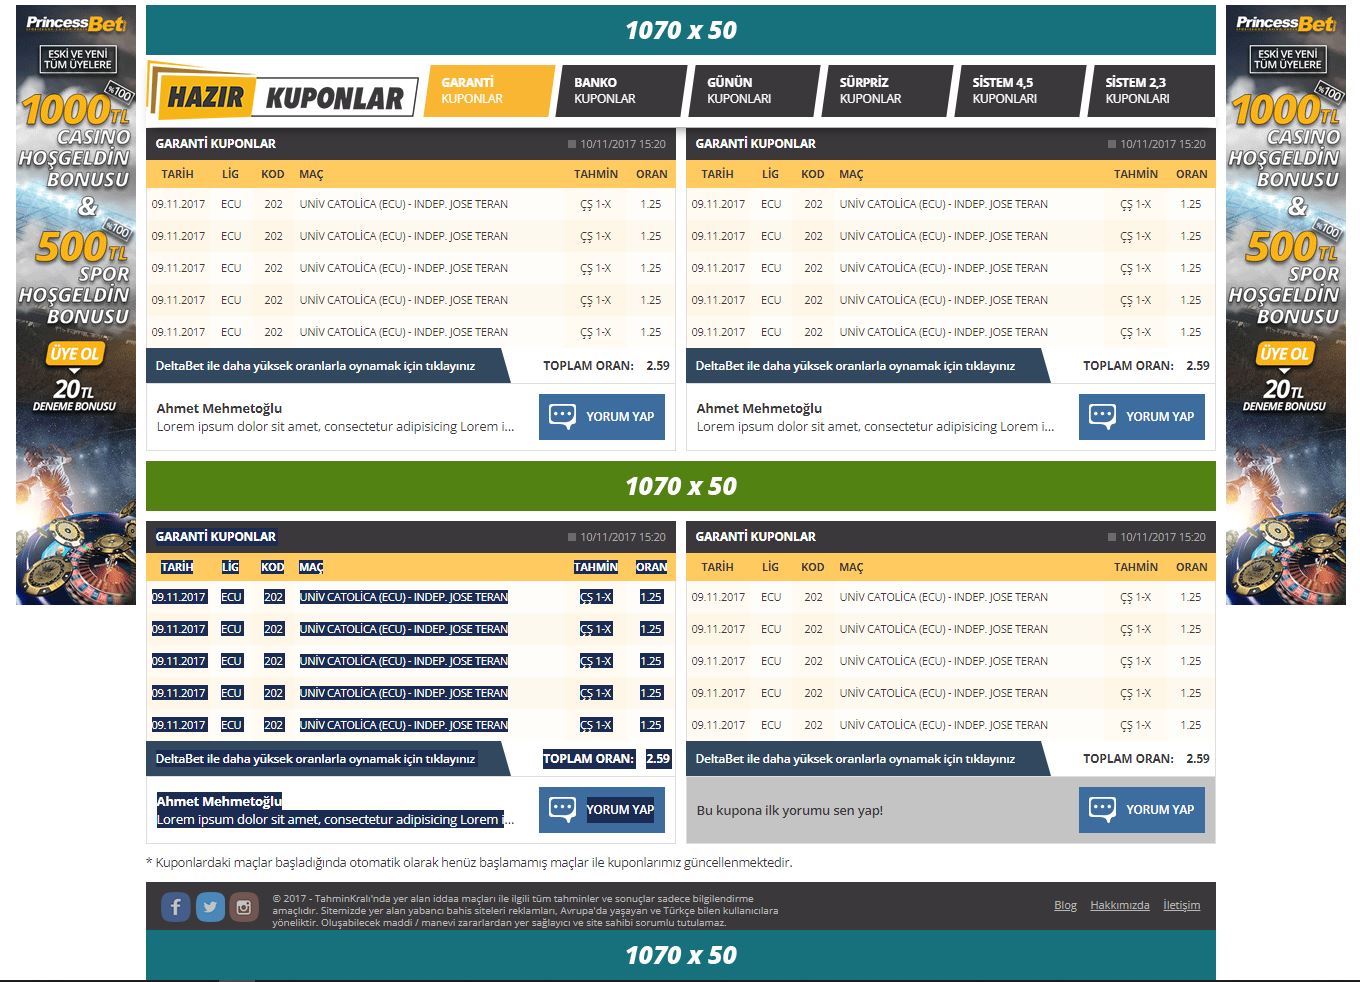 PrincessBet
ESKİ VE YENİ
TÜM ÜYELERE
%100
1000TL
CASINO
HOŞGELDİN
BONUSU
&
%100
500TL
SPOR
HOŞGELDİN
BONUSU
ÜYE OL
20TL
DENEME BONUSU
1070 x 50
HAZIR KUPONLAR
GARANTİ
KUPONLAR
BANKO
KUPONLAR
GÜNÜN
KUPONLARI
SÜRPRİZ
KUPONLAR
SİSTEM 4,5
KUPONLARI
SİSTEM 2,3
KUPONLARI
GARANTİ KUPONLAR 10/11/2017 15:20
TARİH LİG KOD MAÇ TAHMIN ORAN
09.11.2017 ECU 202 UNİV CATOLİCA (ECU) - INDEP. JOSE TERAN ÇŞ 1-X 1.25
09.11.2017 ECU 202 UNİV CATOLİCA (ECU) - INDEP. JOSE TERAN ÇŞ 1-X 1.25
09.11.2017 ECU 202 UNİV CATOLİCA (ECU) - INDEP. JOSE TERAN ÇŞ 1-X 1.25
09.11.2017 ECU 202 UNİV CATOLİCA (ECU) - INDEP. JOSE TERAN ÇŞ 1-X 1.25
09.11.2017 ECU 202 UNİV CATOLİCA (ECU) - INDEP. JOSE TERAN ÇŞ 1-X 1.25
DeltaBet ile daha yüksek oranlarla oynamak için tıklayınız TOPLAM ORAN: 2.59
Ahmet Mehmetoğlu
Lorem ipsum dolor sit amet, consectetur adipisicing Lorem i...
YORUM YAP
GARANTİ KUPONLAR 10/11/2017 15:20
TARİH LİG KOD MAÇ TAHMIN ORAN
09.11.2017 ECU 202 UNİV CATOLİCA (ECU) - INDEP. JOSE TERAN ÇŞ 1-X 1.25
09.11.2017 ECU 202 UNİV CATOLİCA (ECU) - INDEP. JOSE TERAN ÇŞ 1-X 1.25
09.11.2017 ECU 202 UNİV CATOLİCA (ECU) - INDEP. JOSE TERAN ÇŞ 1-X 1.25
09.11.2017 ECU 202 UNİV CATOLİCA (ECU) - INDEP. JOSE TERAN ÇŞ 1-X 1.25
09.11.2017 ECU 202 UNİV CATOLİCA (ECU) - INDEP. JOSE TERAN ÇŞ 1-X 1.25
DeltaBet ile daha yüksek oranlarla oynamak için tıklayınız TOPLAM ORAN: 2.59
Ahmet Mehmetoğlu
Lorem ipsum dolor sit amet, consectetur adipisicing Lorem i...
YORUM YAP
1070 x 50
GARANTİ KUPONLAR 10/11/2017 15:20
TARİH LİG KOD MAÇ TAHMIN ORAN
09.11.2017 ECU 202 UNİV CATOLİCA (ECU) - INDEP. JOSE TERAN ÇŞ 1-X 1.25
09.11.2017 ECU 202 UNİV CATOLİCA (ECU) - INDEP. JOSE TERAN ÇŞ 1-X 1.25
09.11.2017 ECU 202 UNİV CATOLİCA (ECU) - INDEP. JOSE TERAN ÇŞ 1-X 1.25
09.11.2017 ECU 202 UNİV CATOLİCA (ECU) - INDEP. JOSE TERAN ÇŞ 1-X 1.25
09.11.2017 ECU 202 UNİV CATOLİCA (ECU) - INDEP. JOSE TERAN ÇŞ 1-X 1.25
DeltaBet ile daha yüksek oranlarla oynamak için tıklayınız TOPLAM ORAN: 2.59
Ahmet Mehmetoğlu
Lorem ipsum dolor sit amet, consectetur adipisicing Lorem i...
YORUM YAP
GARANTİ KUPONLAR 10/11/2017 15:20
TARİH LİG KOD MAÇ TAHMIN ORAN
09.11.2017 ECU 202 UNİV CATOLİCA (ECU) - INDEP. JOSE TERAN ÇŞ 1-X 1.25
09.11.2017 ECU 202 UNİV CATOLİCA (ECU) - INDEP. JOSE TERAN ÇŞ 1-X 1.25
09.11.2017 ECU 202 UNİV CATOLİCA (ECU) - INDEP. JOSE TERAN ÇŞ 1-X 1.25
09.11.2017 ECU 202 UNİV CATOLİCA (ECU) - INDEP. JOSE TERAN ÇŞ 1-X 1.25
09.11.2017 ECU 202 UNİV CATOLİCA (ECU) - INDEP. JOSE TERAN ÇŞ 1-X 1.25
DeltaBet ile daha yüksek oranlarla oynamak için tıklayınız TOPLAM ORAN: 2.59
Bu kupona ilk yorumu sen yap!
YORUM YAP
* Kuponlardaki maçlar başladığında otomatik olarak henüz başlamamış maçlar ile kuponlarımız güncellenmektedir.
© 2017 - TahminKralı'nda yer alan iddaa maçları ile ilgili tüm tahminler ve sonuçlar sadece bilgilendirme
amaçlıdır. Sitemizde yer alan yabancı bahis siteleri reklamları, Avrupa'da yaşayan ve Türkçe bilen kullanıcılara
yöneliktir. Oluşabilecek maddi / manevi zararlardan yer sağlayıcı ve site sahibi sorumlu tutulamaz.
Blog Hakkımızda İletişim
1070 x 50
PrincessBet
ESKİ VE YENİ
TÜM ÜYELERE
%100
1000TL
CASINO
HOŞGELDİN
BONUSU
&
%100
500TL
SPOR
HOŞGELDİN
BONUSU
ÜYE OL
20TL
DENEME BONUSU